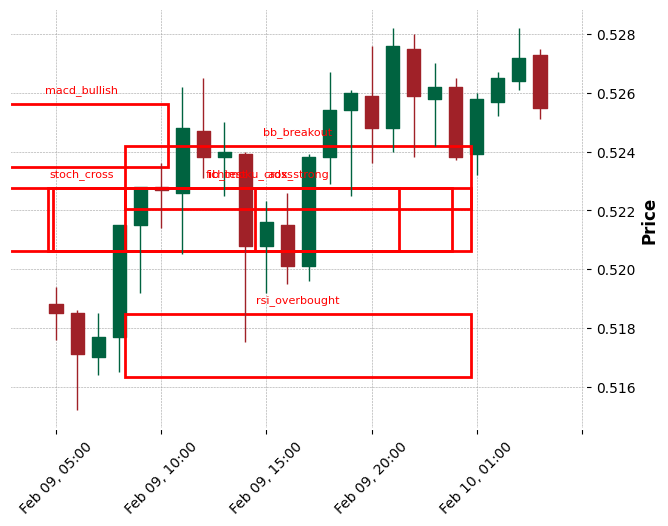 macd_bullish
bb_breakout
stoch_cross
adx_strong
rsi_overbought
0.528
0.526
0.524
0.522
0.520
0.518
0.516
Price
Feb 09, 05:00
Feb 09, 10:00
Feb 09, 15:00
Feb 09, 20:00
Feb 10, 01:00